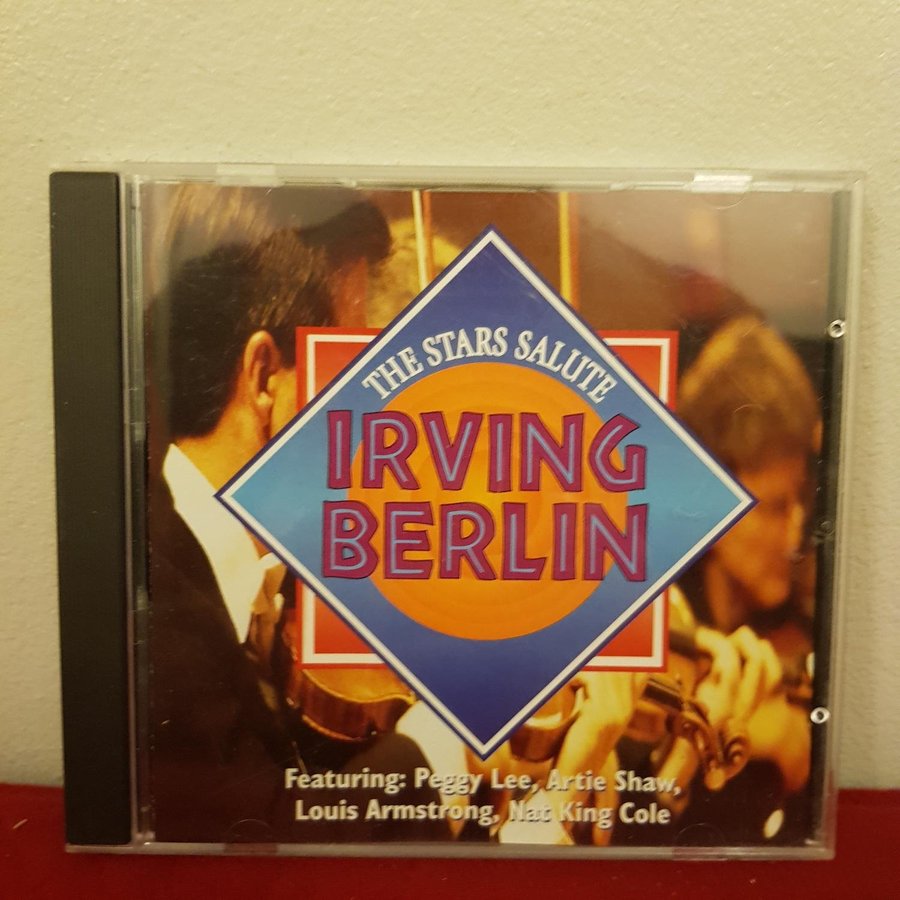 THE STARS SALUTE
IRVING
BERLIN
Featuring: Peggy Lee, Artie Shaw,
Louis Armstrong, Nat King Cole